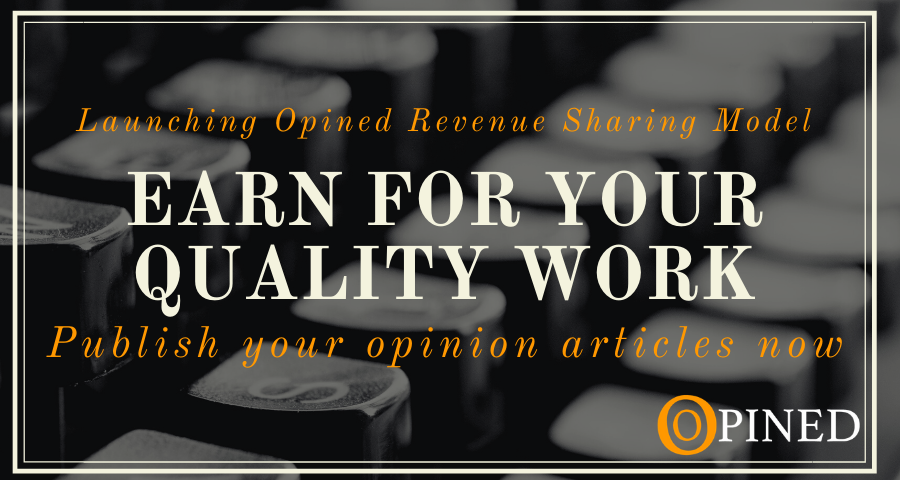 Launching Opined Revenue Sharing Model
EARN FOR YOUR
QUALITY WORK
Publish your opinion articles now
OPINED